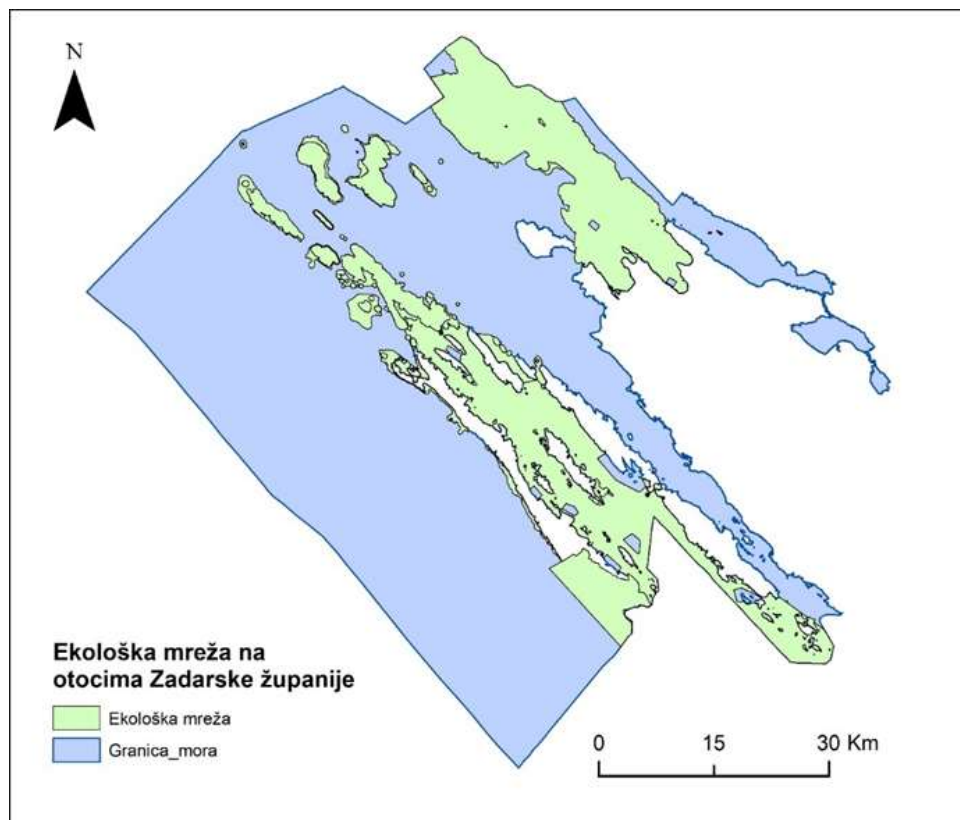 N
Ekološka mreža na
otocima Zadarske županije
Ekološka mreža
Granica_mora
0 15 30 Km